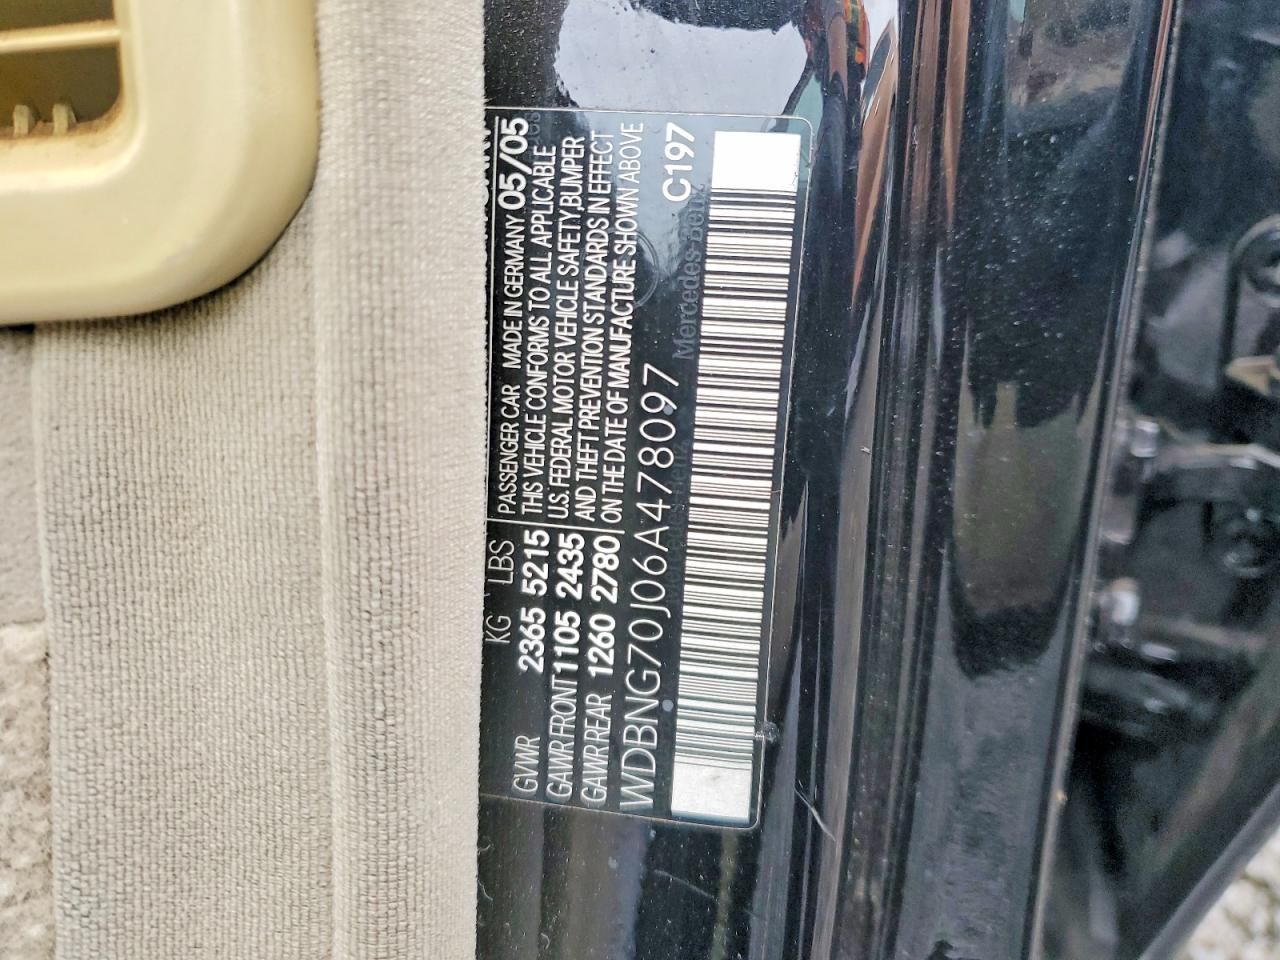 KG LBS
GVWR 2365 5215
GAWR FRONT 1105 2435
GAWR REAR 1260 2780
PASSENGER CAR MADE IN GERMANY 05/05
THIS VEHICLE CONFORMS TO ALL APPLICABLE
U.S. FEDERAL MOTOR VEHICLE SAFETY,BUMPER
AND THEFT PREVENTION STANDARDS IN EFFECT
ON THE DATE OF MANUFACTURE SHOWN ABOVE
WDBNG70J06A478097
C197
Mercedes Benz